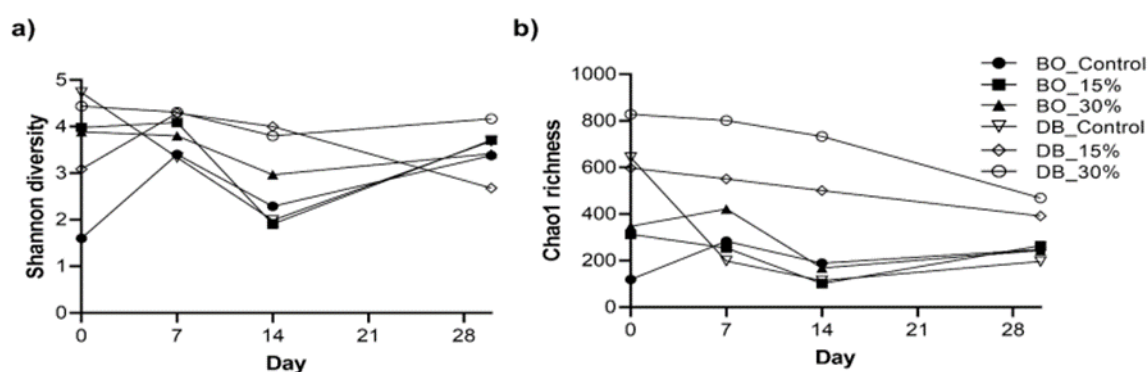 a)
Shannon diversity
5
4
3
2
1
0
0 7 14 21 28
Day
b)
Chao1 richness
1000
800
600
400
200
0
0 7 14 21 28
Day
BO_Control
BO_15%
BO_30%
DB_Control
DB_15%
DB_30%